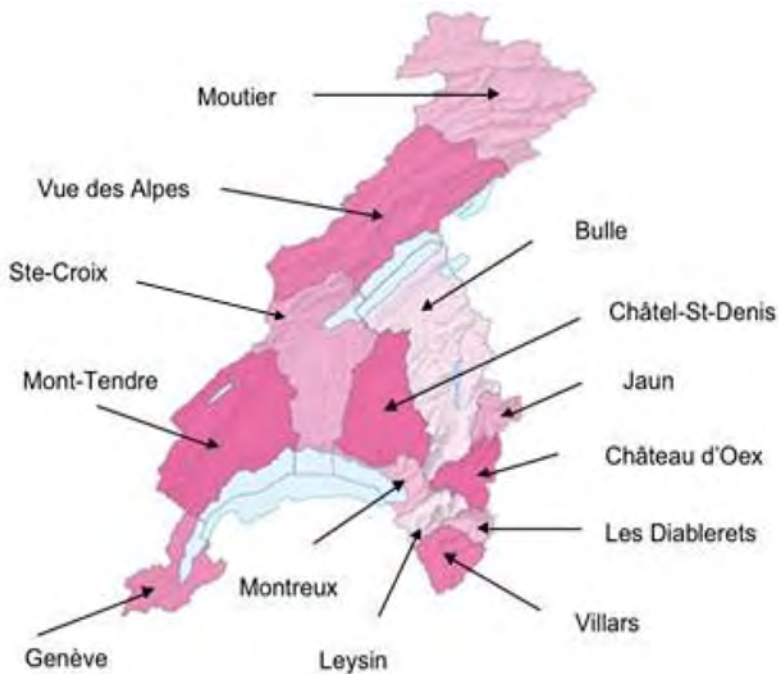 Moutier
Vue des Alpes
Bulle
Ste-Croix
Châtel-St-Denis
Mont-Tendre
Jaun
Château d'Oex
Les Diablerets
Montreux
Villars
Genève
Leysin